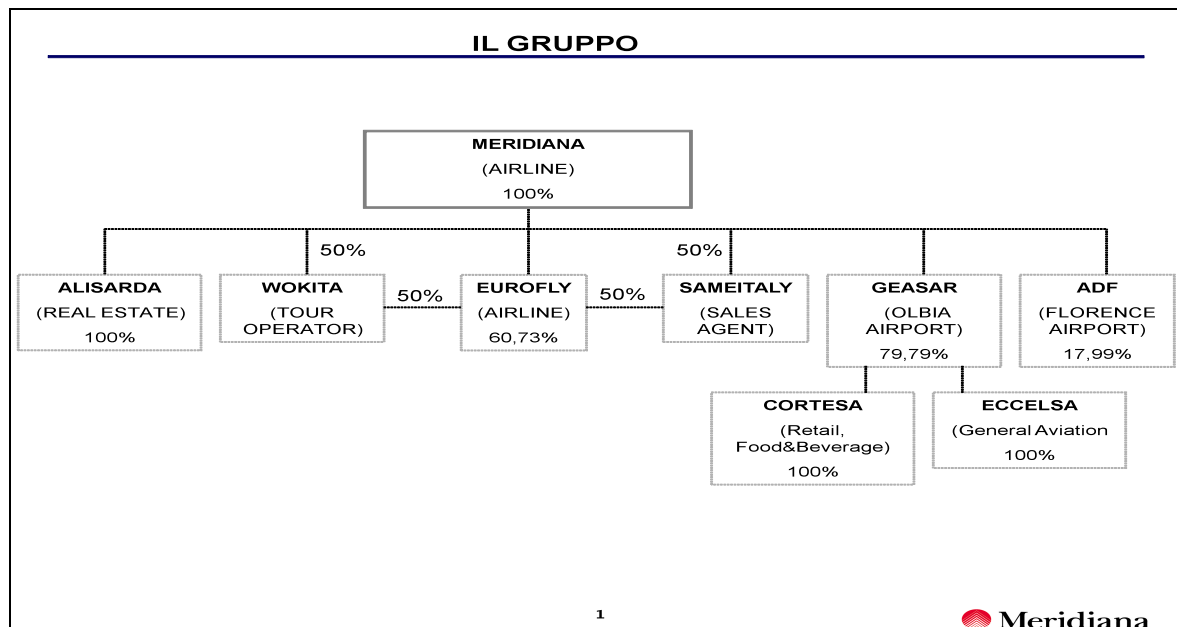 IL GRUPPO
MERIDIANA
(AIRLINE)
100%
50%
50%
ALISARDA
(REAL ESTATE)
100%
WOKITA
(TOUR
OPERATOR)
50%
EUROFLY
(AIRLINE)
60,73%
50%
SAMEITALY
(SALES
AGENT)
GEASAR
(OLBIA
AIRPORT)
79,79%
ADF
(FLORENCE
AIRPORT)
17,99%
CORTESA
(Retail,
Food&Beverage)
100%
ECCELSA
(General Aviation
100%
1
Meridiana